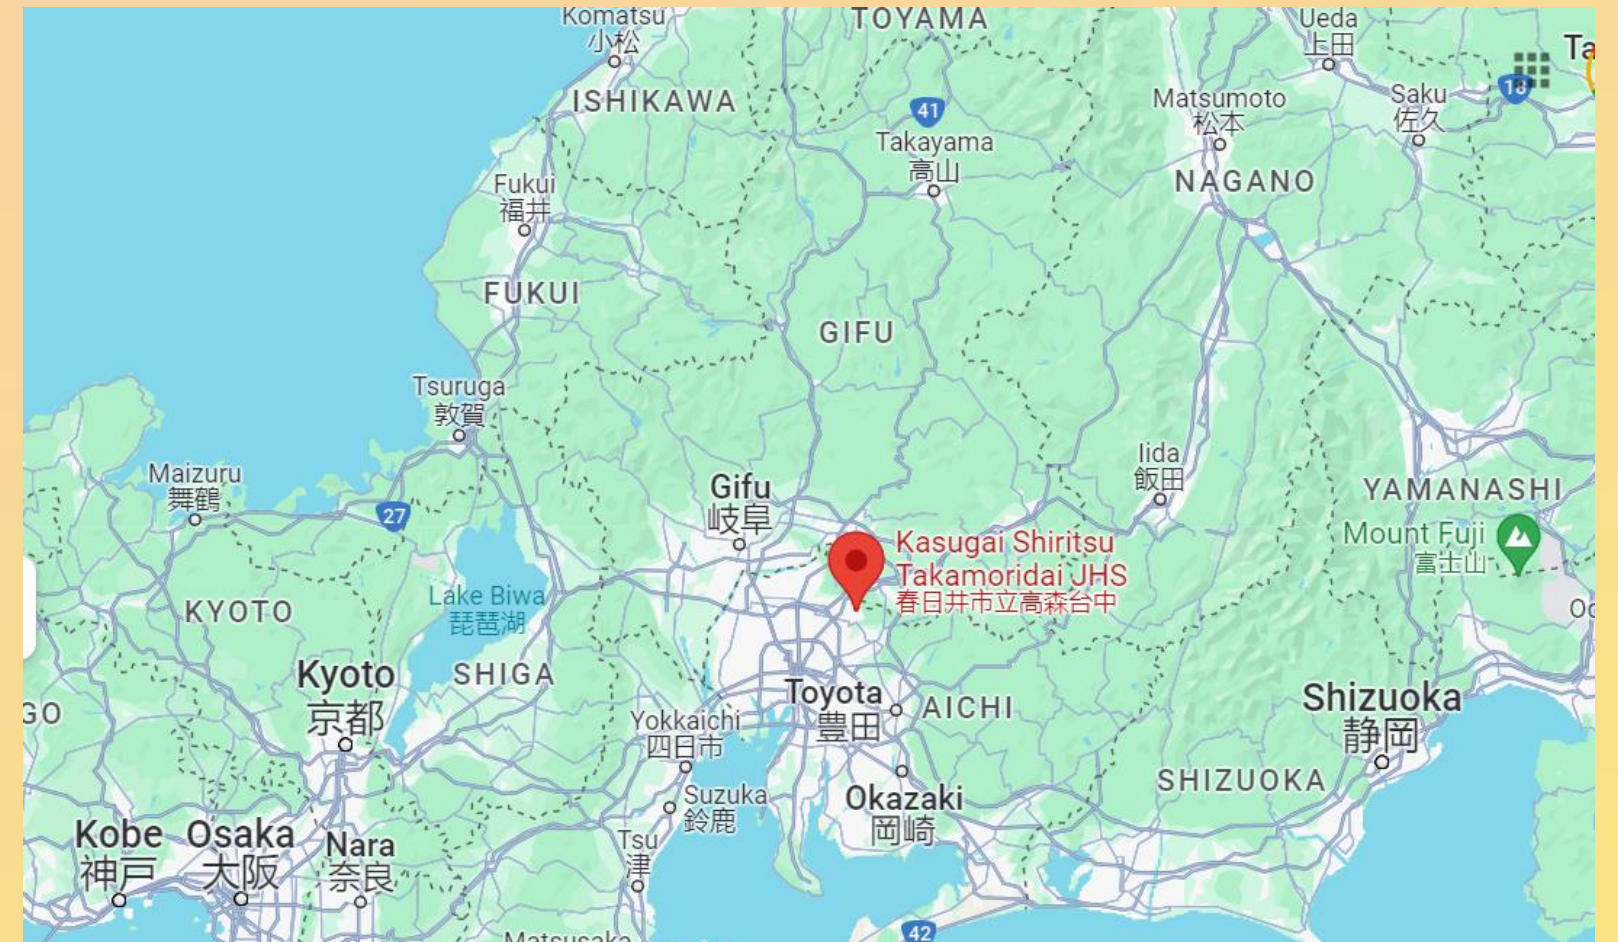 Komatsu
小松
TOYAMA
Ueda
上田
Ta
ISHIKAWA
41
18
Matsumoto
松本
Saku
佐久
Takayama
高山
Fukui
福井
NAGANO
FUKUI
GIFU
Tsuruga
敦賀
Maizuru
舞鶴
27
Iida
飯田
Gifu
岐阜
YAMANASHI
Mount Fuji
富士山
Kasugai Shiritsu
Takamoridai JHS
春日井市立高森台中
Lake Biwa
琵琶湖
KYOTO
Kyoto
京都
SHIGA
GO
Yokkaichi
四日市
Toyota
豊田
AICHI
Shizuoka
静岡
SHIZUOKA
Suzuka
鈴鹿
Okazaki
岡崎
Kobe
神戸
Osaka
大阪
Nara
奈良
Tsu
津
Matsusaka
42